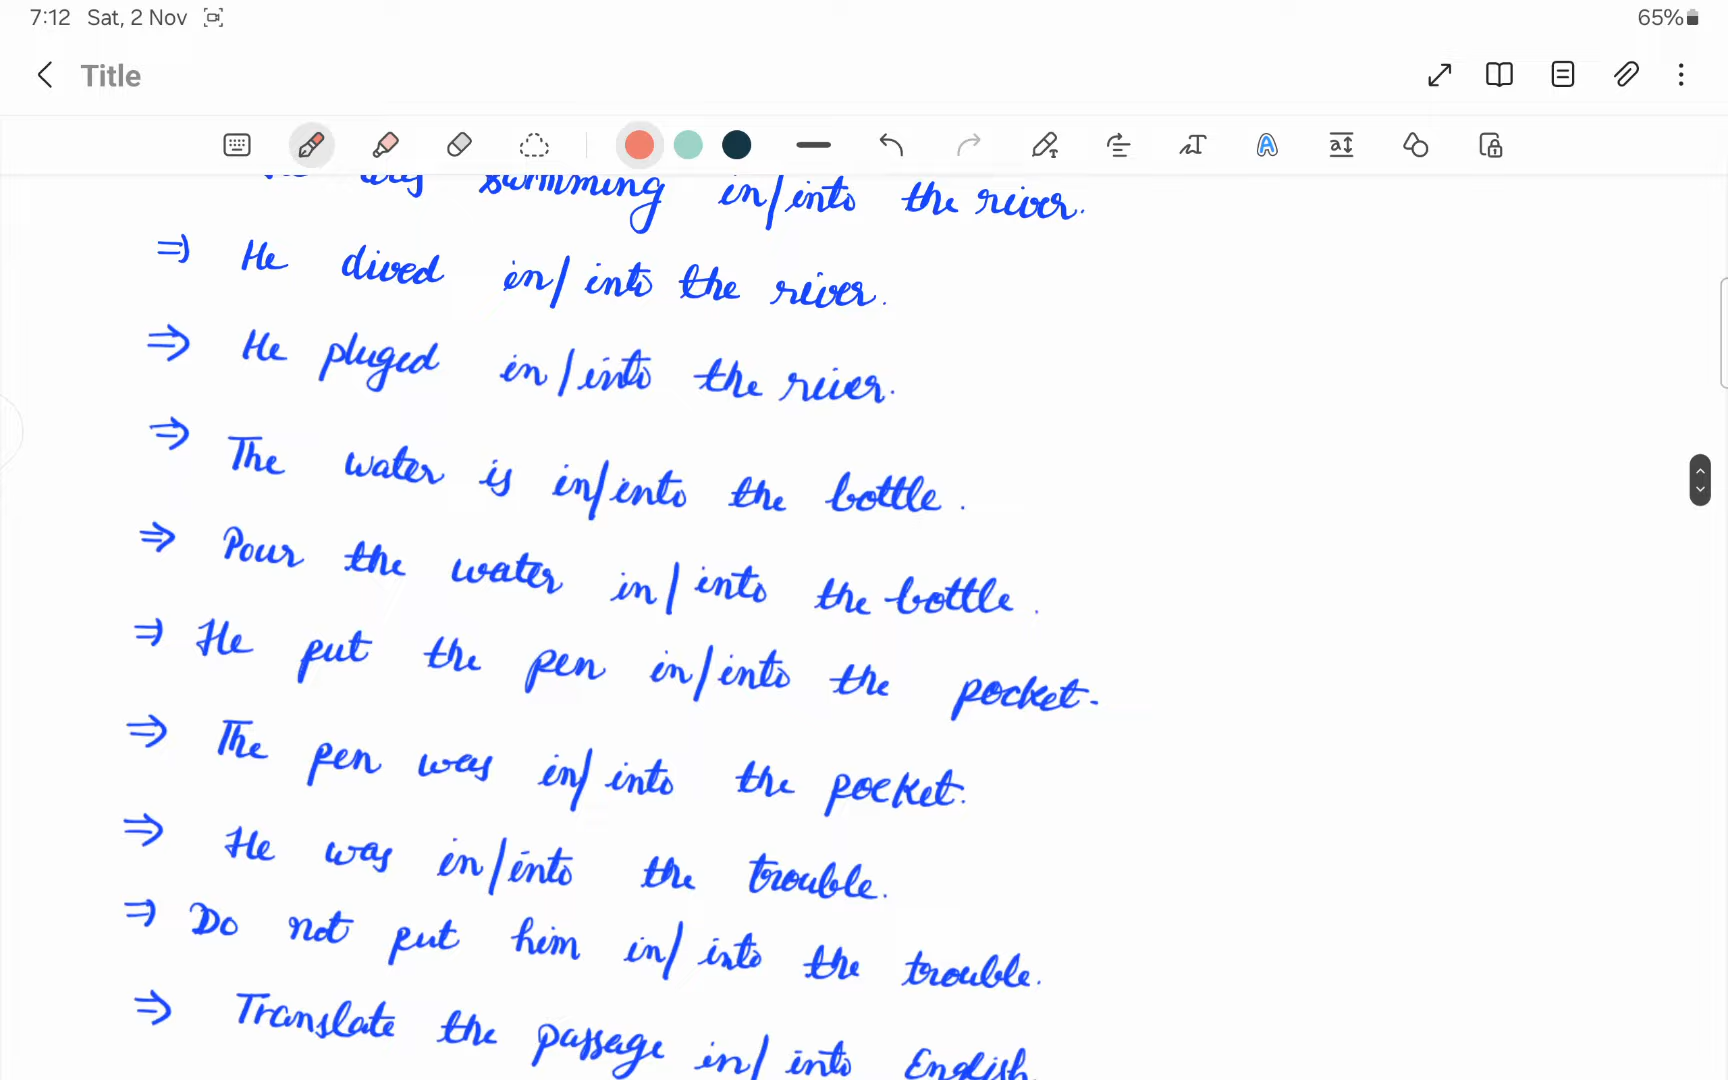 7:12 Sat, 2 Nov 65%
Title
was swimming in/into the river.
⇒ He dived in/into the river.
⇒ He pluged in/into the river.
⇒ The water is in/into the bottle.
⇒ Pour the water in/into the bottle.
⇒ He put the pen in/into the pocket.
⇒ The pen was in/into the pocket.
⇒ He was in/into the trouble.
⇒ Do not put him in/into the trouble.
⇒ Translate the passage in/into English